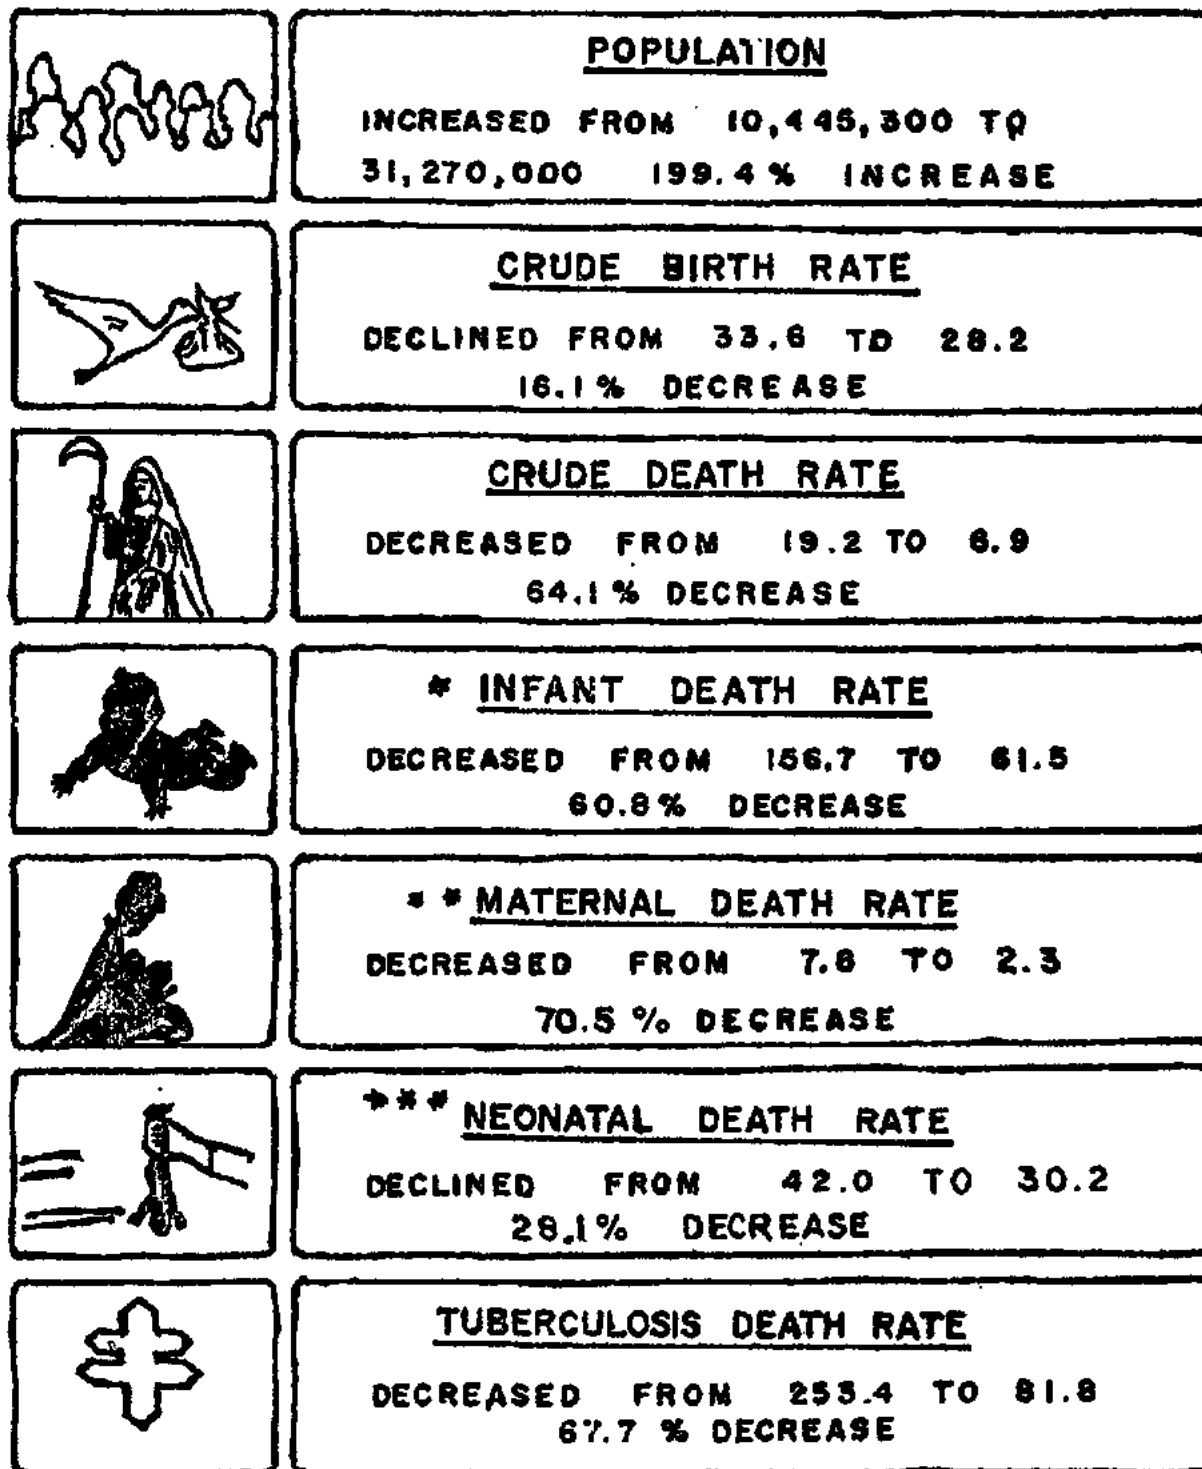 POPULATION
INCREASED FROM 10,445,300 TO
31,270,000 199.4% INCREASE
CRUDE BIRTH RATE
DECLINED FROM 33.6 TO 28.2
16.1% DECREASE
CRUDE DEATH RATE
DECREASED FROM 19.2 TO 6.9
64.1% DECREASE
* INFANT DEATH RATE
DECREASED FROM 156.7 TO 61.5
60.8% DECREASE
* * MATERNAL DEATH RATE
DECREASED FROM 7.8 TO 2.3
70.5% DECREASE
*** NEONATAL DEATH RATE
DECLINED FROM 42.0 TO 30.2
28.1% DECREASE
TUBERCULOSIS DEATH RATE
DECREASED FROM 253.4 TO 81.8
67.7% DECREASE